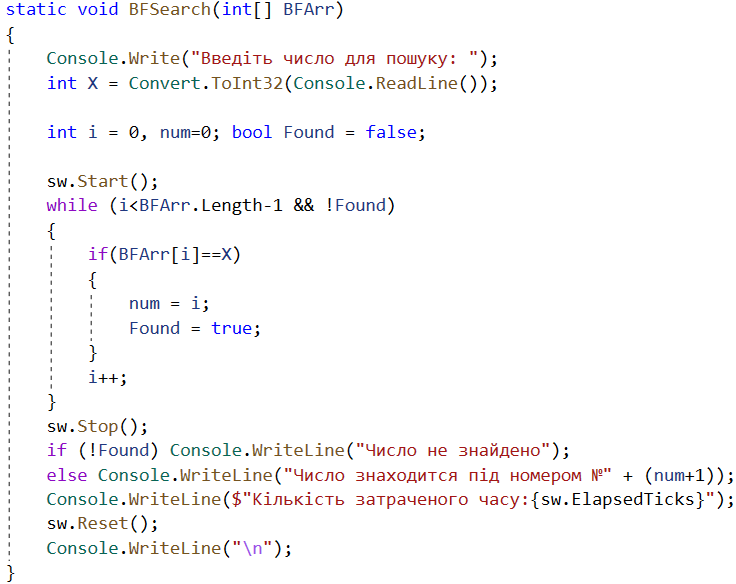 static void BFSearch(int[] BFArr)
{
Console.Write("Введіть число для пошуку: ");
int X = Convert.ToInt32(Console.ReadLine());
int i = 0, num=0; bool Found = false;
sw.Start();
while (i<BFArr.Length-1 && !Found)
{
if(BFArr[i]==X)
{
num = i;
Found = true;
}
i++;
}
sw.Stop();
if (!Found) Console.WriteLine("Число не знайдено");
else Console.WriteLine("Число знаходится під номером №" + (num+1));
Console.WriteLine($"Кількість затраченого часу:{sw.ElapsedTicks}");
sw.Reset();
Console.WriteLine("\n");
}